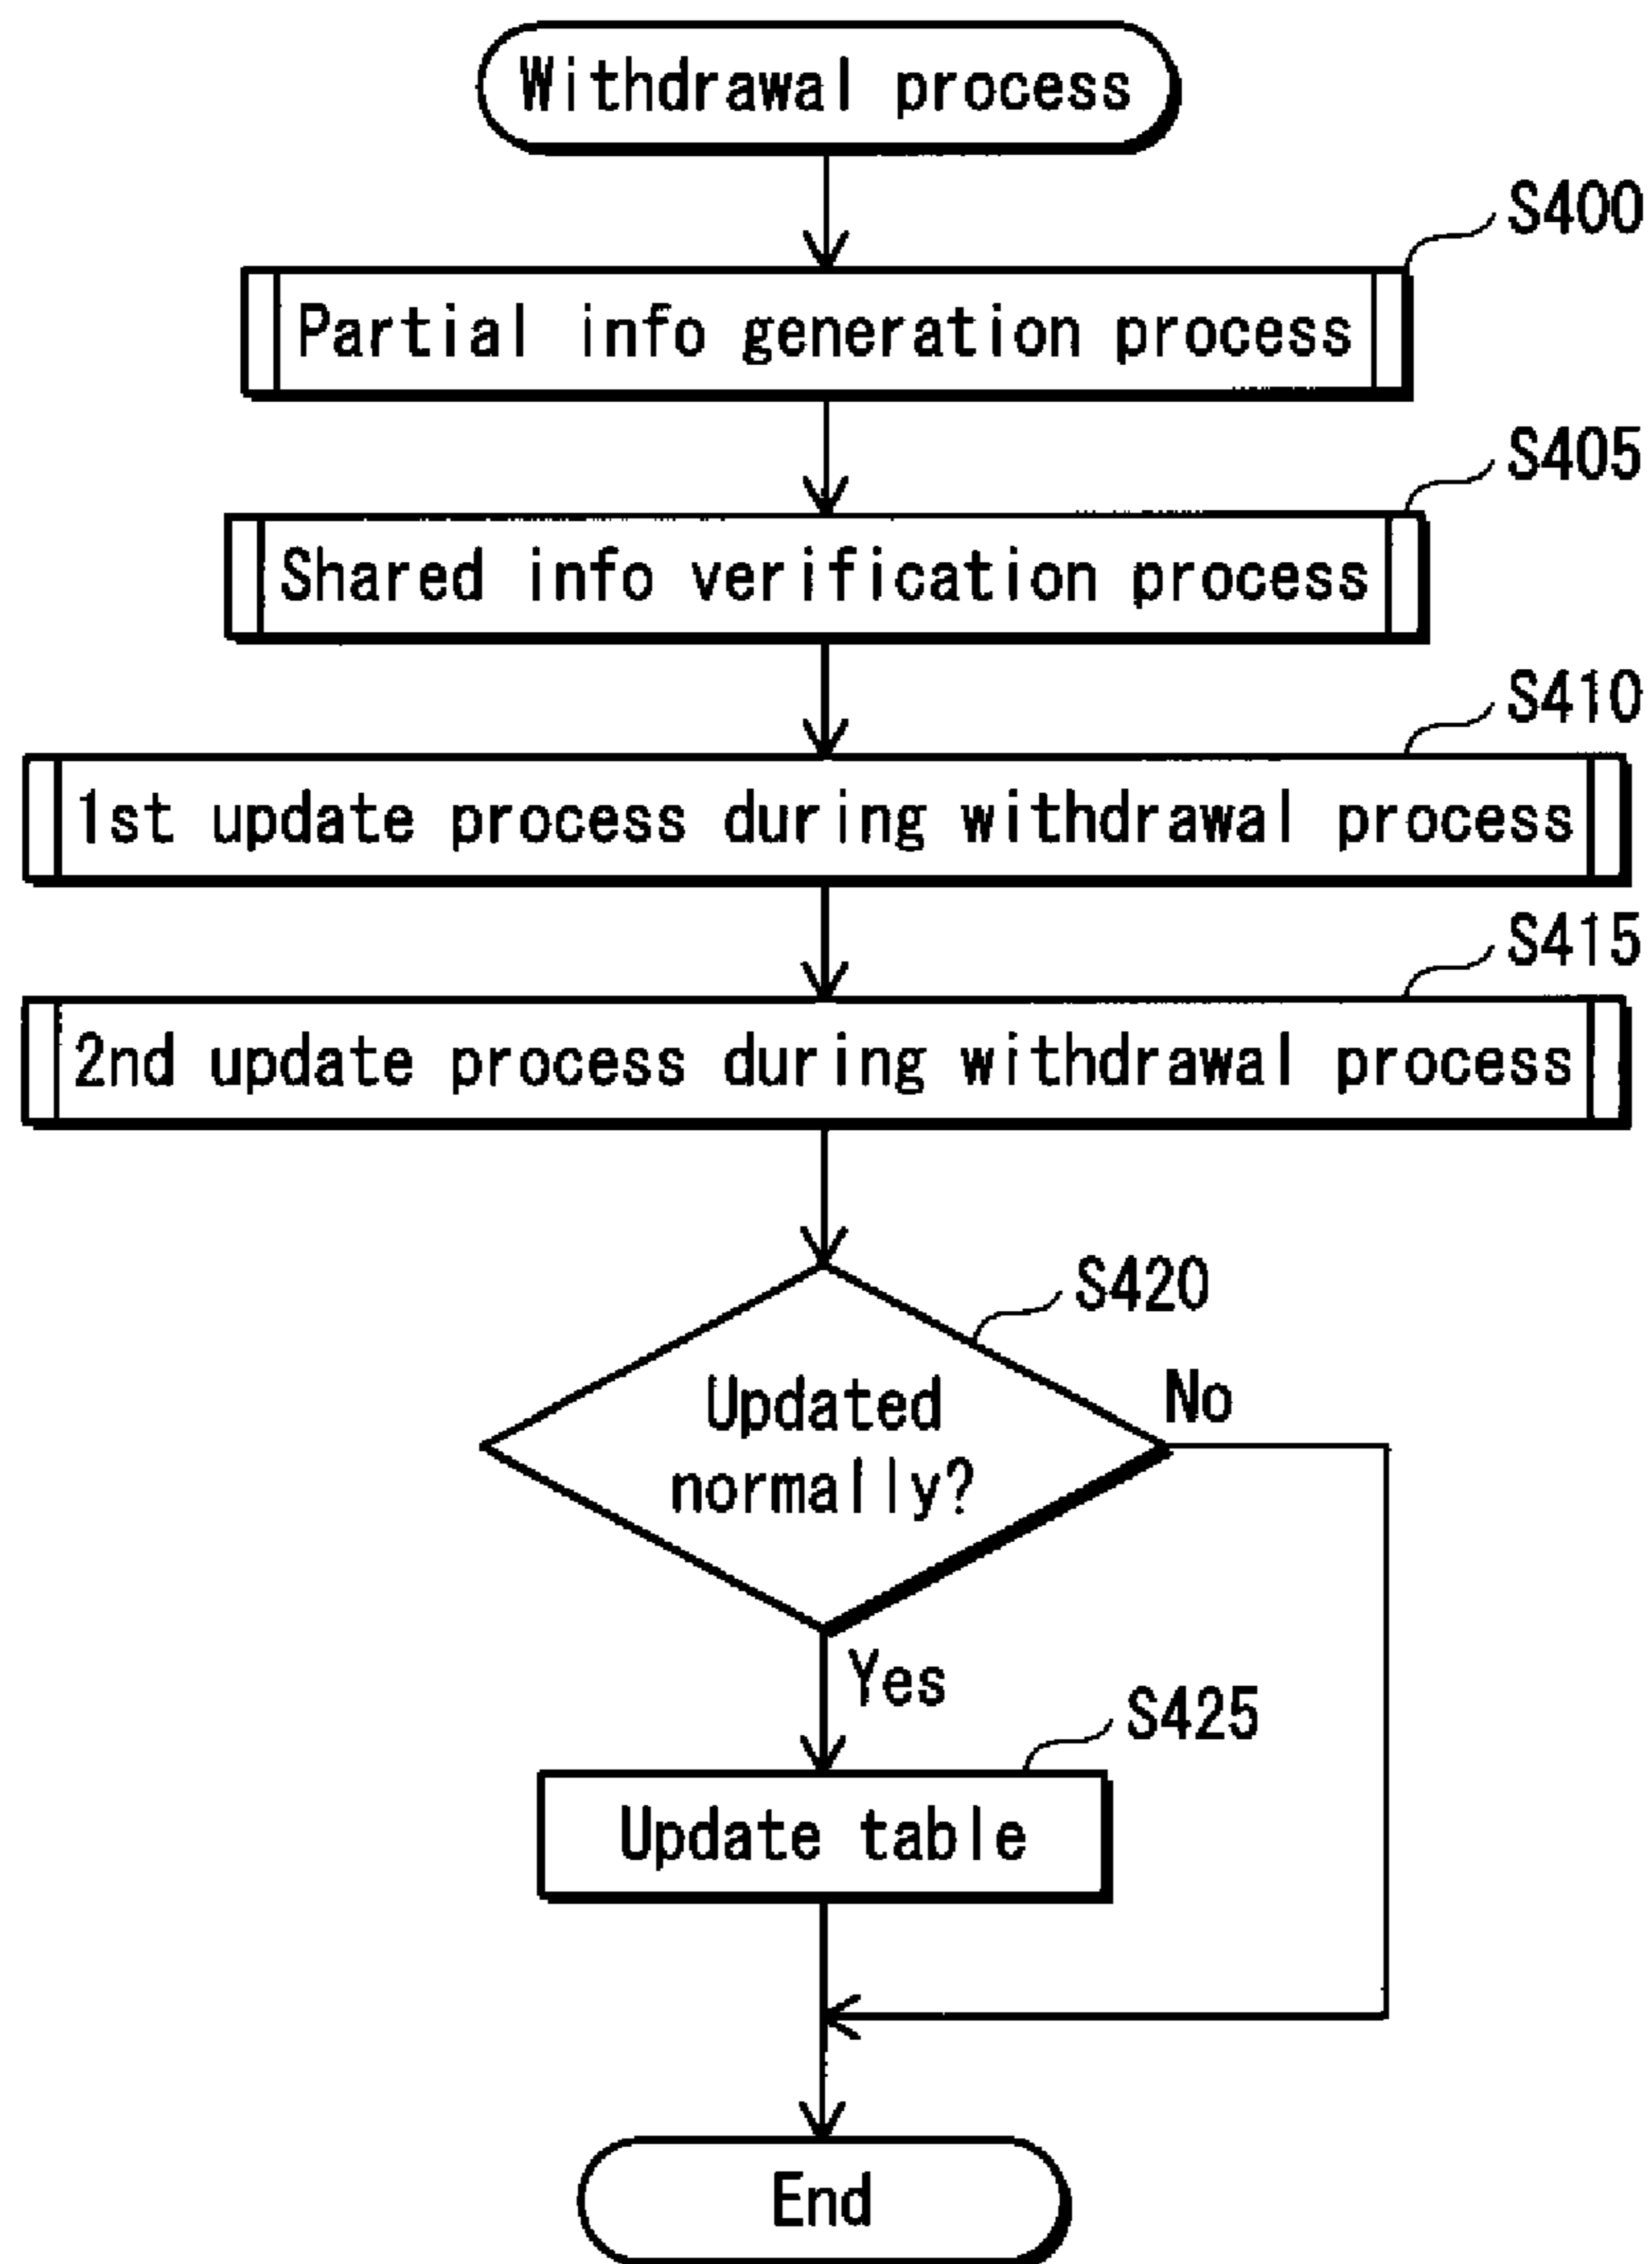 Withdrawal process
S400
Partial info generation process
S405
Shared info verification process
S410
1st update process during withdrawal process
S415
2nd update process during withdrawal process
S420
Updated
normally?
No
Yes
S425
Update table
End